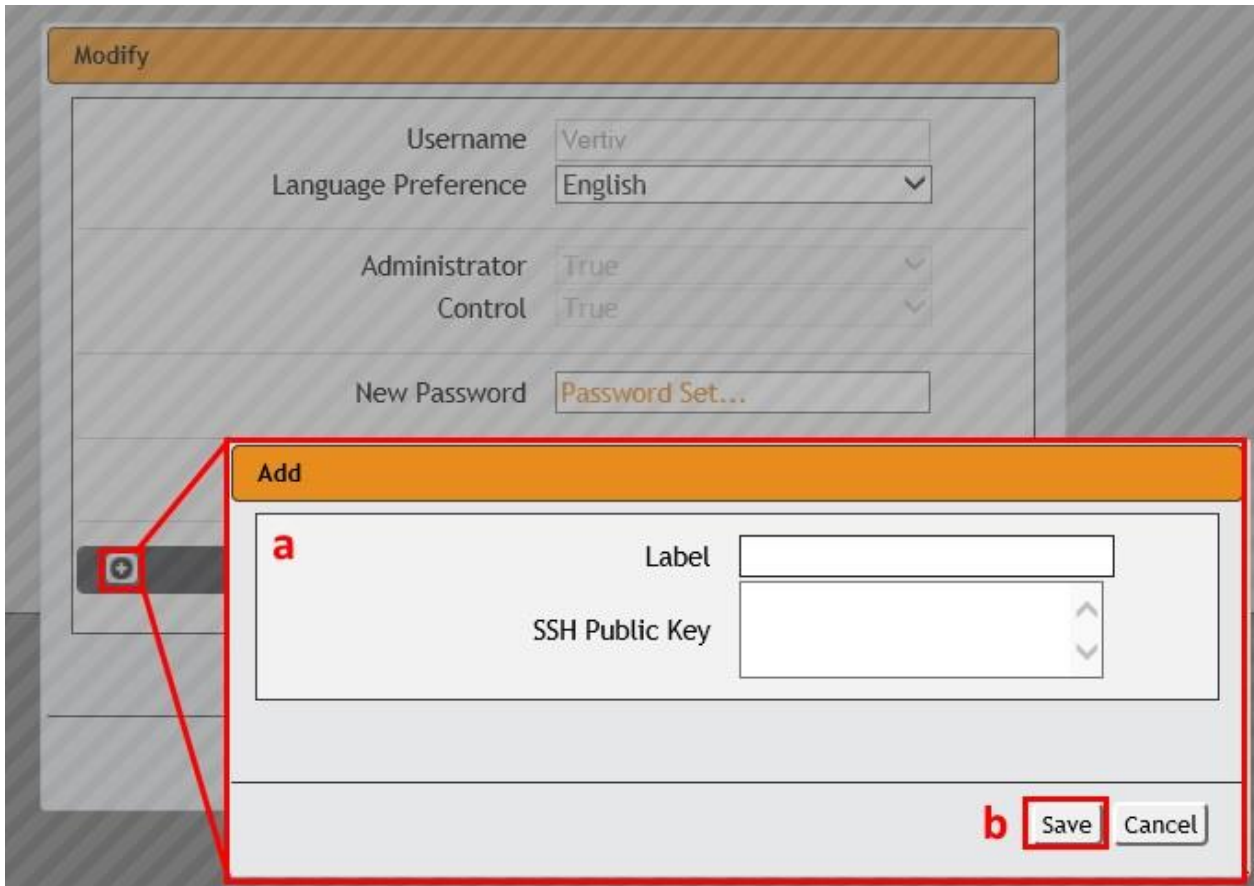 Modify
Username Vertiv
Language Preference English
Administrator True
Control True
New Password Password Set...
Add
a
Label
SSH Public Key
b Save Cancel